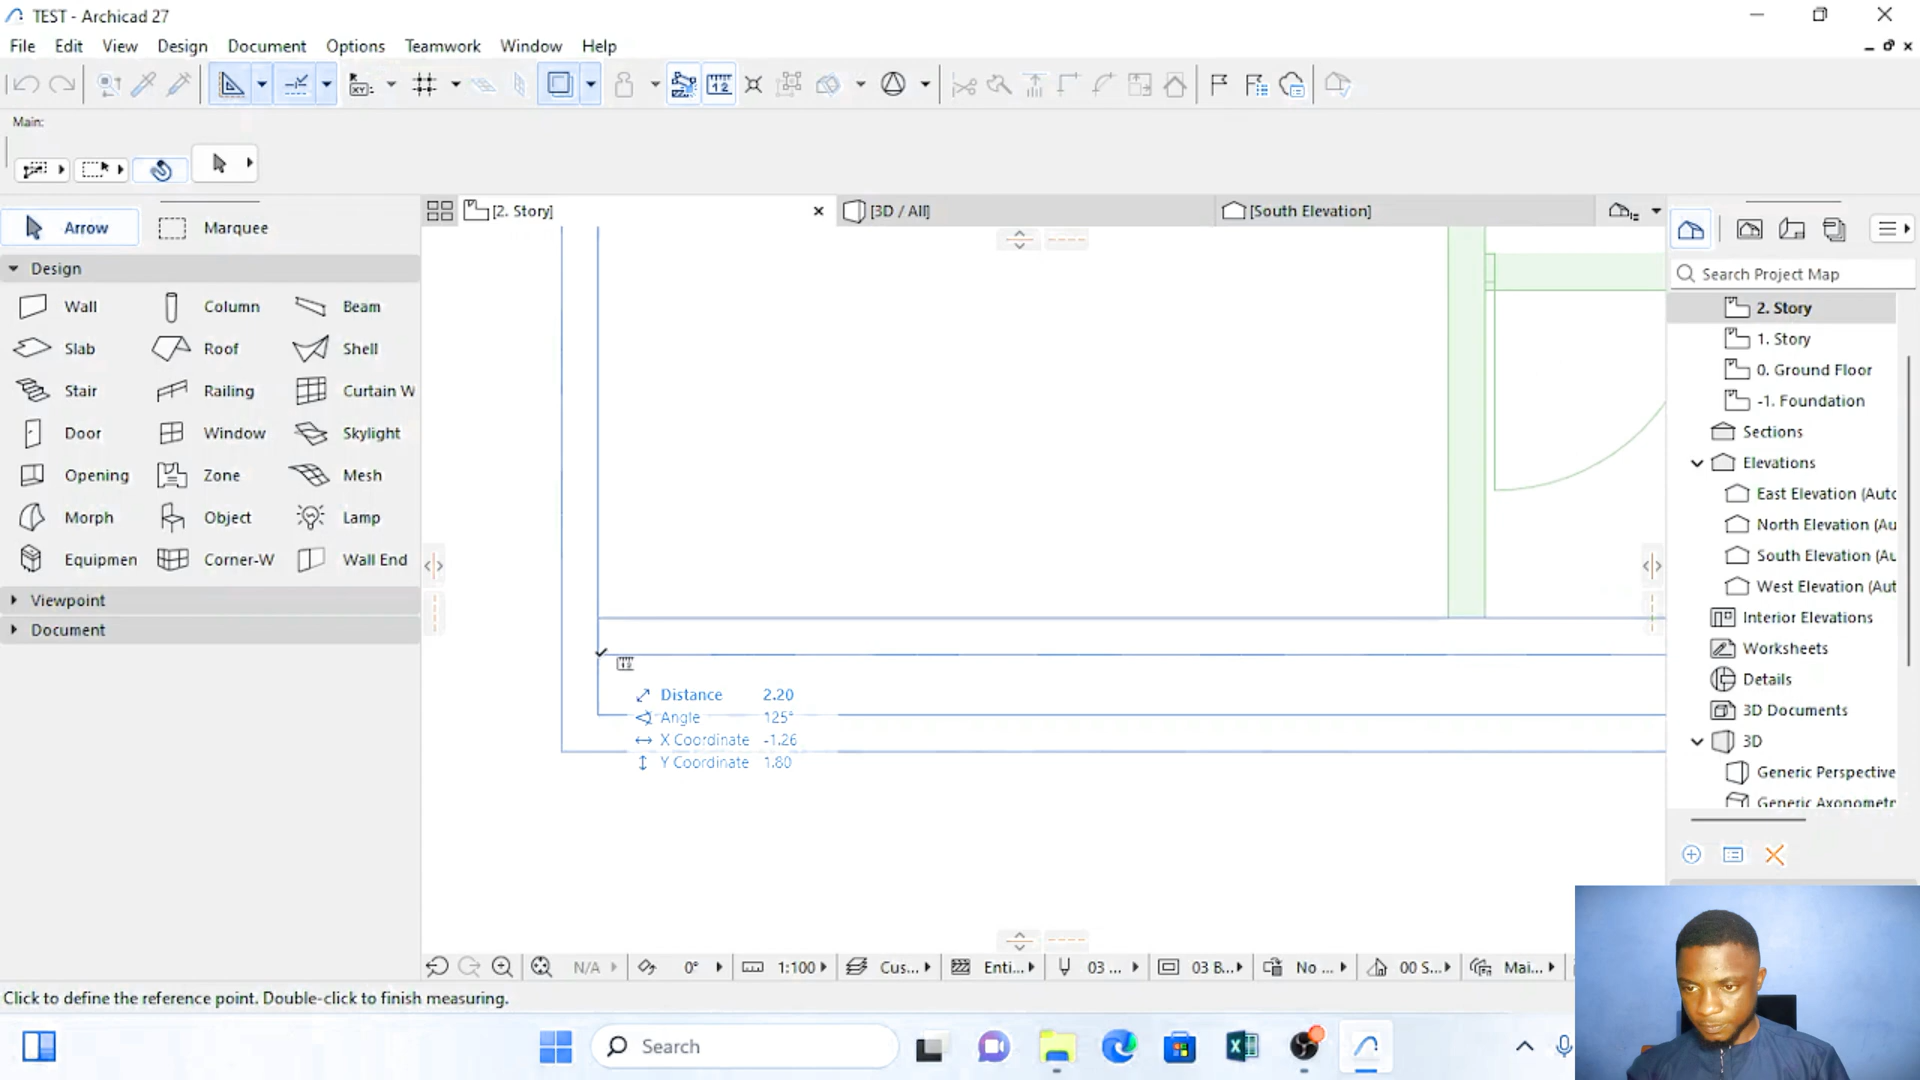 TEST - Archicad 27
File Edit View Design Document Options Teamwork Window Help
Main:
Arrow Marquee
[2. Story] [3D / All] [South Elevation]
Design
Wall Column Beam
Slab Roof Shell
Stair Railing Curtain W
Door Window Skylight
Opening Zone Mesh
Morph Object Lamp
Equipmen Corner-W Wall End
Viewpoint
Document
Distance 2.20
Angle 125°
X Coordinate -1.26
Y Coordinate 1.80
Search Project Map
2. Story
1. Story
0. Ground Floor
-1. Foundation
Sections
Elevations
East Elevation (Autc
North Elevation (Au
South Elevation (Au
West Elevation (Aut
Interior Elevations
Worksheets
Details
3D Documents
3D
Generic Perspective
Generic Axonometr
N/A 0° 1:100 Cus... Enti... 03 ... 03 B... No ... 00 S... Mai...
Click to define the reference point. Double-click to finish measuring.
Search